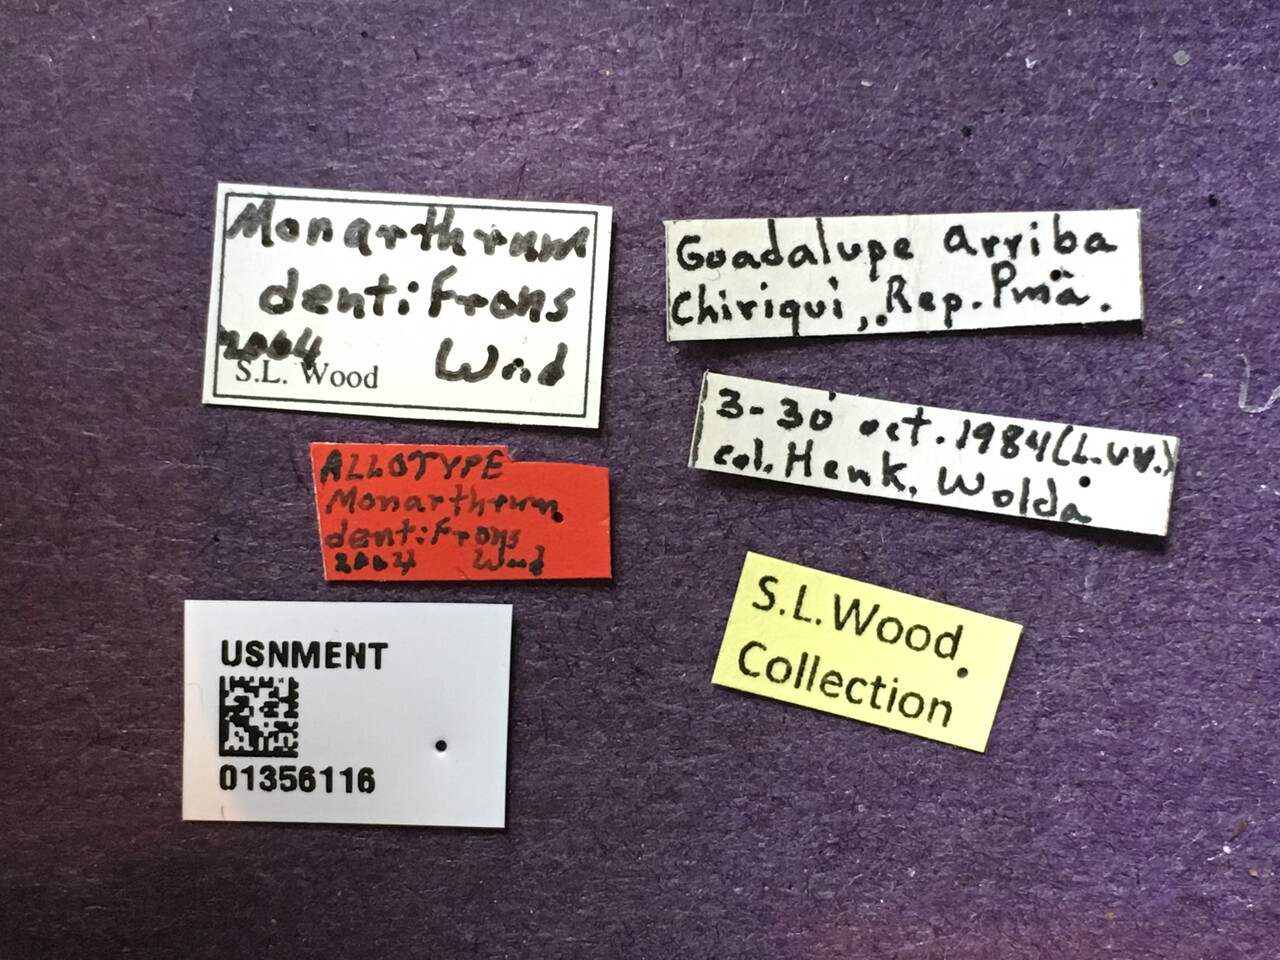 Monarthrum
dentifrons
2004 Wood
S.L. Wood
Guadalupe arriba
Chiriqui, Rep. Pmá.
3-30 oct. 1984 (L.uv.)
col. Henk. Wolda
ALLOTYPE
Monarthrum
dentifrons
2004 Wood
S.L. Wood
Collection
USNMENT
01356116